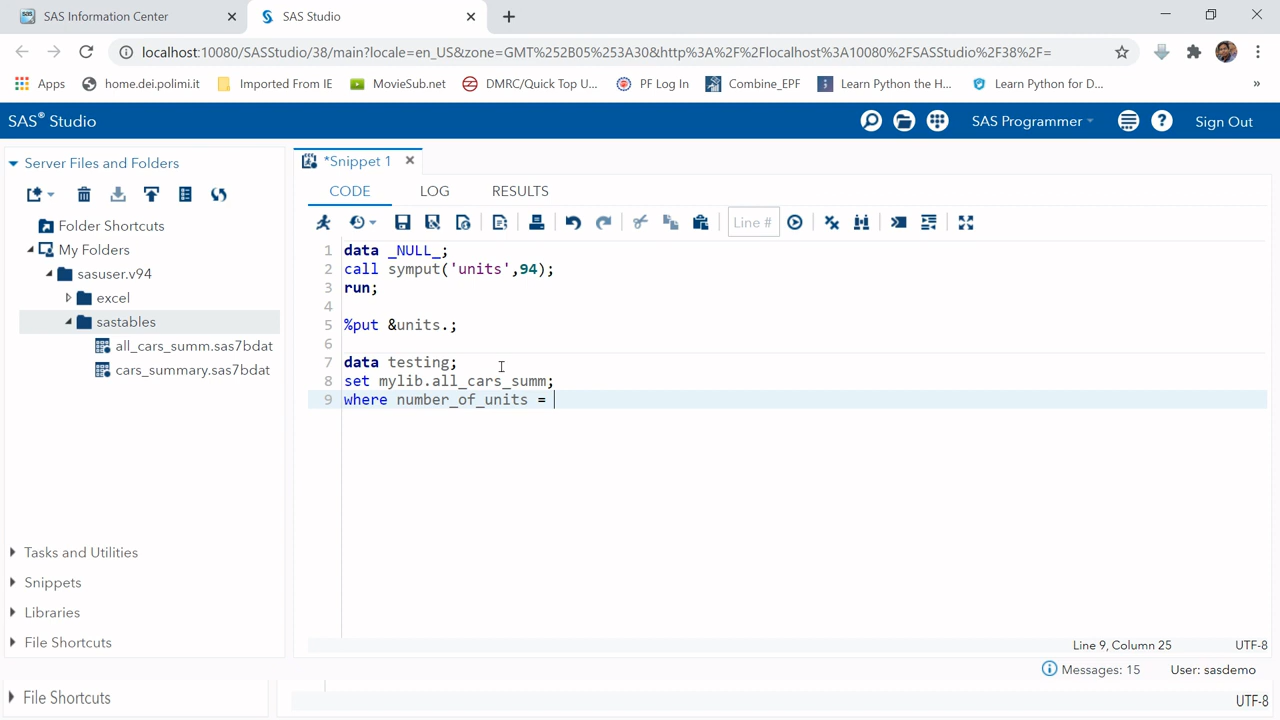 SAS Information Center
SAS Studio
localhost:10080/SASStudio/38/main?locale=en_US&zone=GMT%252B05%253A30&http%3A%2F%2Flocalhost%3A10080%2FSASStudio%2F38%2F=
Apps home.dei.polimi.it Imported From IE MovieSub.net DMRC/Quick Top U... PF Log In Combine_EPF Learn Python the H... Learn Python for D... »
SAS® Studio SAS Programmer ? Sign Out
Server Files and Folders
Folder Shortcuts
My Folders
sasuser.v94
excel
sastables
all_cars_summ.sas7bdat
cars_summary.sas7bdat
Tasks and Utilities
Snippets
Libraries
File Shortcuts
File Shortcuts
*Snippet 1
CODE LOG RESULTS
Line #
1 data _NULL_;
2 call symput('units',94);
3 run;
4
5 %put &units.;
6
7 data testing;
8 set mylib.all_cars_summ;
9 where number_of_units =
Line 9, Column 25 UTF-8
Messages: 15 User: sasdemo
UTF-8